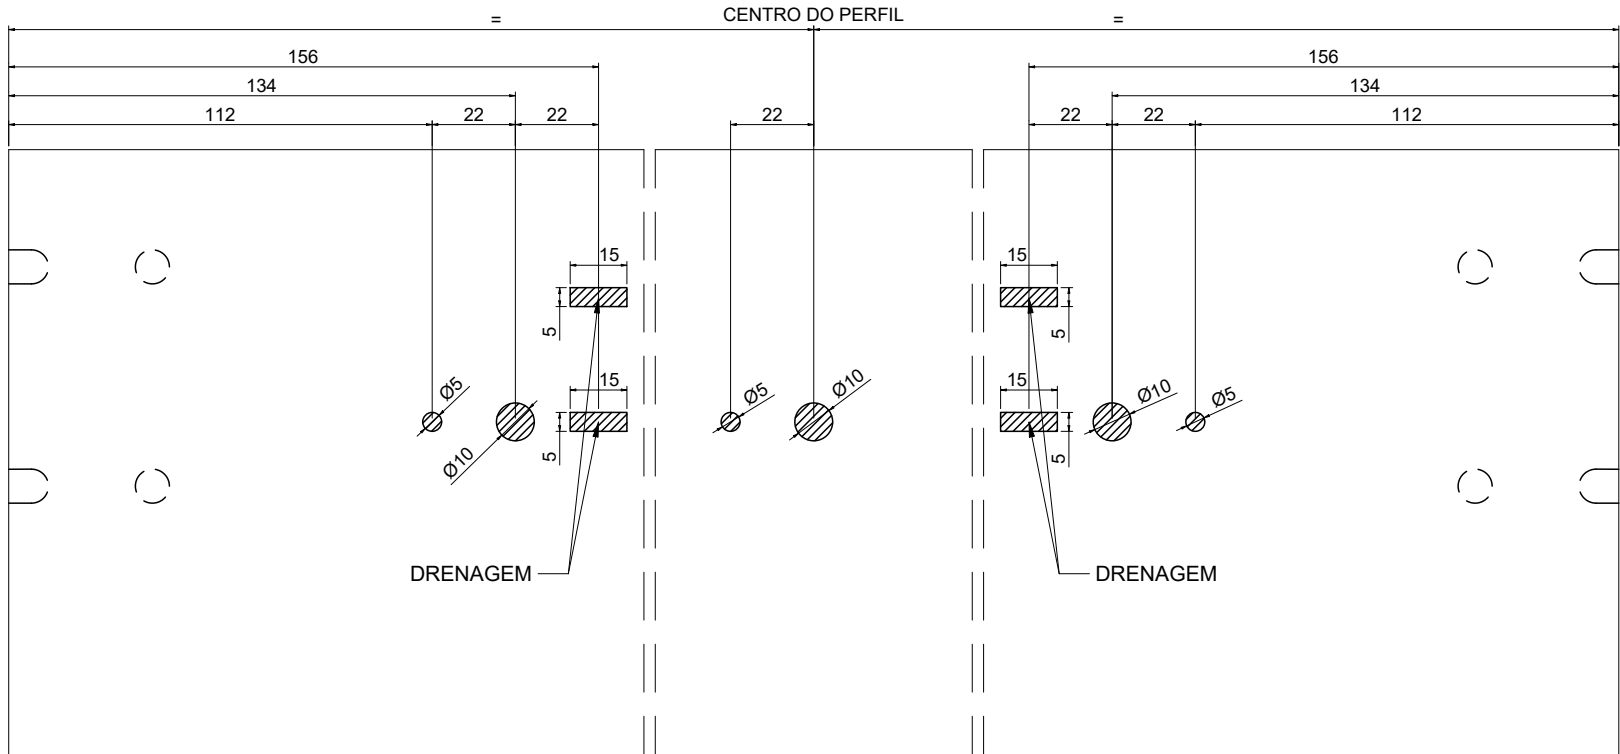 = CENTRO DO PERFIL =
156 156
134 134
112 22 22 22 22 22 112
15 15
5 5
15 15
Ø5 Ø10 Ø5 Ø10 Ø10 Ø5
5 5
DRENAGEM DRENAGEM